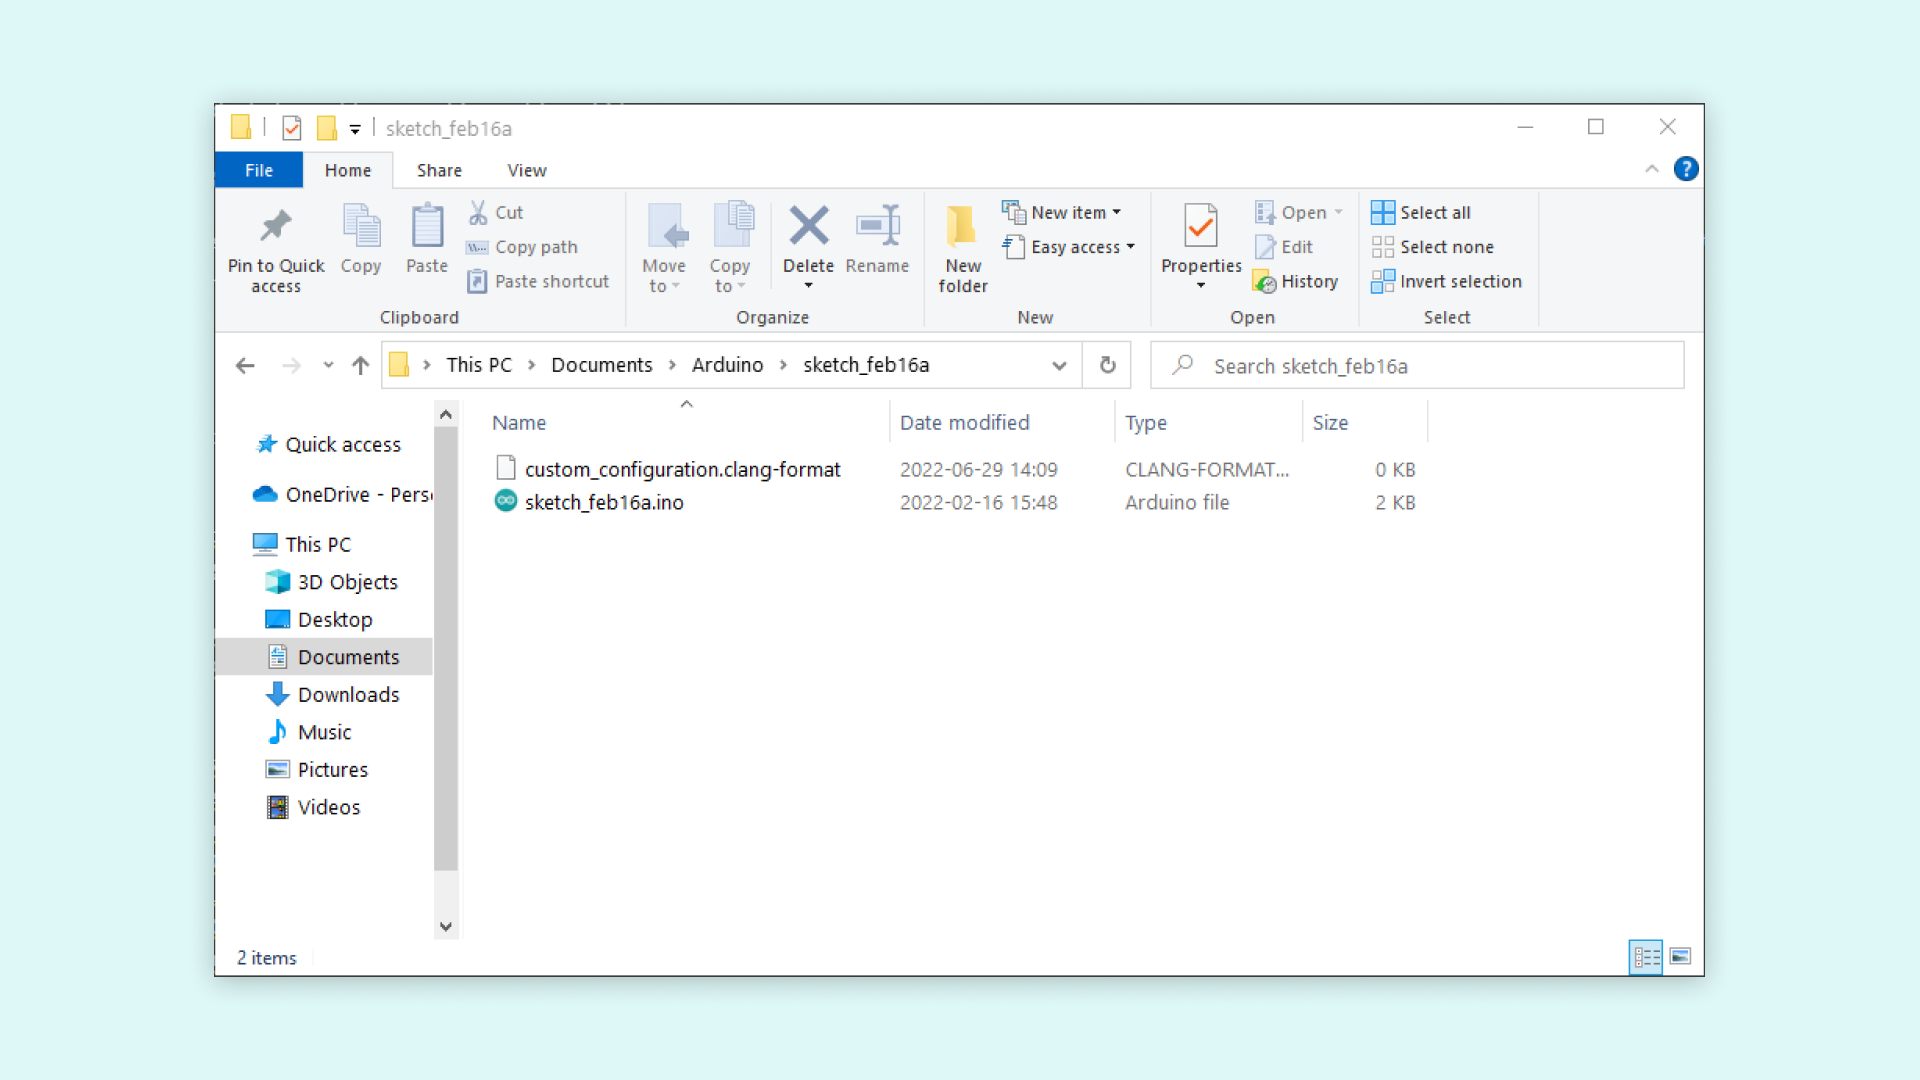 sketch_feb16a
File Home Share View
?
Pin to Quick access
Copy
Paste
Cut
Copy path
Paste shortcut
Clipboard
Move to
Copy to
Delete
Rename
Organize
New folder
New item
Easy access
New
Properties
Open
Edit
History
Open
Select all
Select none
Invert selection
Select
This PC > Documents > Arduino > sketch_feb16a
Search sketch_feb16a
Quick access
OneDrive - Pers
This PC
3D Objects
Desktop
Documents
Downloads
Music
Pictures
Videos
Name Date modified Type Size
custom_configuration.clang-format 2022-06-29 14:09 CLANG-FORMAT... 0 KB
sketch_feb16a.ino 2022-02-16 15:48 Arduino file 2 KB
2 items